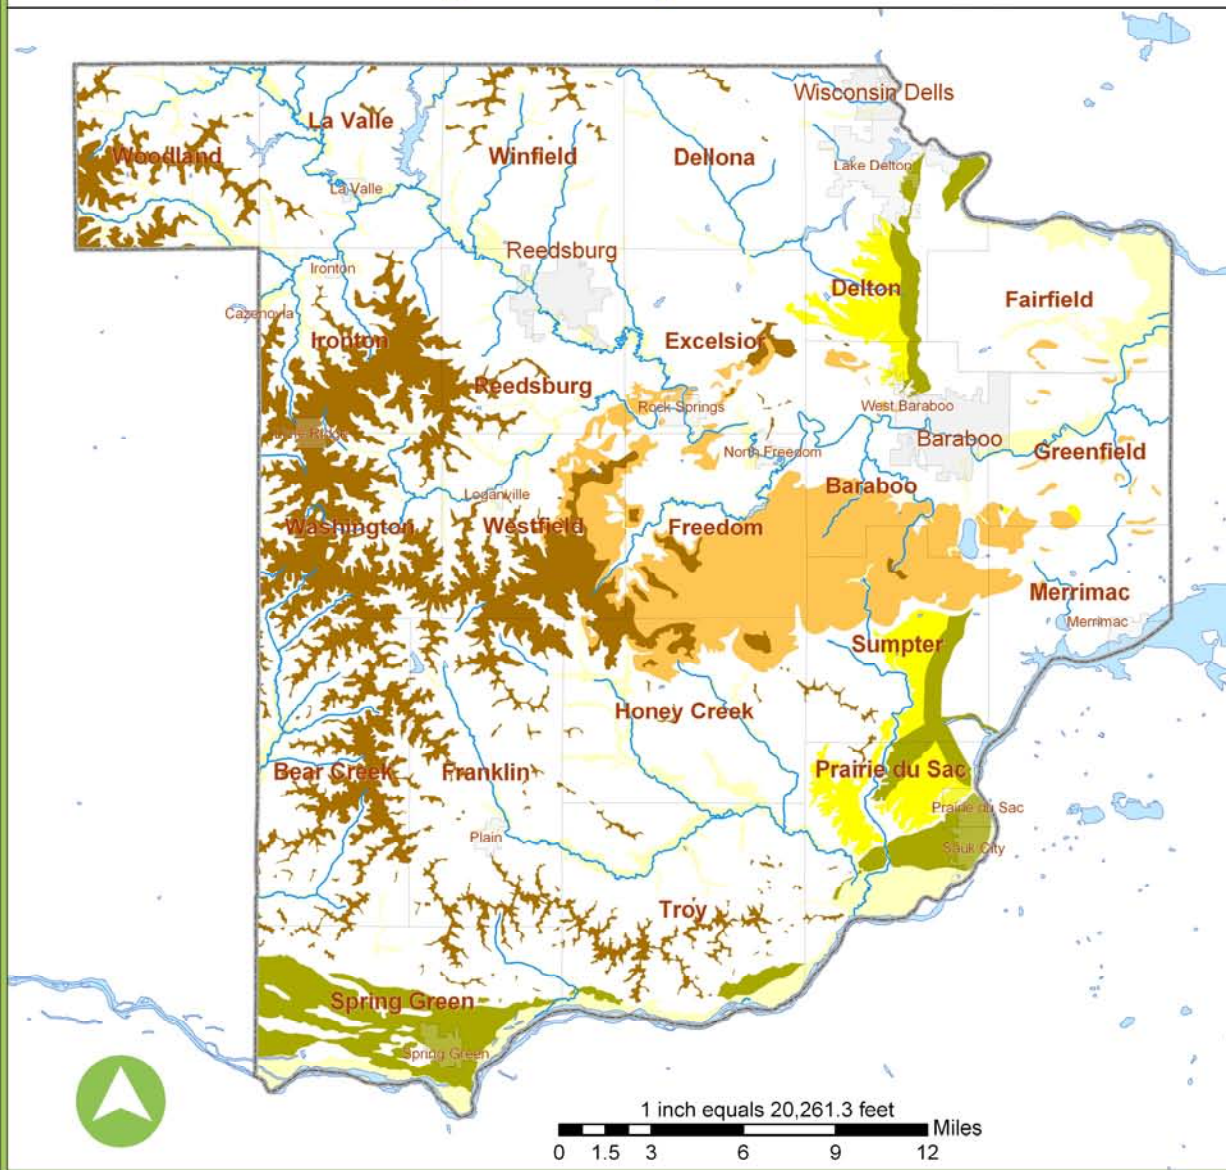 Wisconsin Dells
La Valle
Woodland
Winfield
Dellona
Lake Delton
La Valle
Reedsburg
Ironton
Delton
Fairfield
Cazenovia
Ironton
Excelsior
Reedsburg
Rock Springs
West Baraboo
Baraboo
Lime Ridge
North Freedom
Greenfield
Baraboo
Loganville
Washington
Westfield
Freedom
Merrimac
Merrimac
Sumpter
Honey Creek
Bear Creek
Franklin
Prairie du Sac
Prairie du Sac
Plain
Sauk City
Troy
Spring Green
Spring Green
1 inch equals 20,261.3 feet
Miles
0 1.5 3 6 9 12